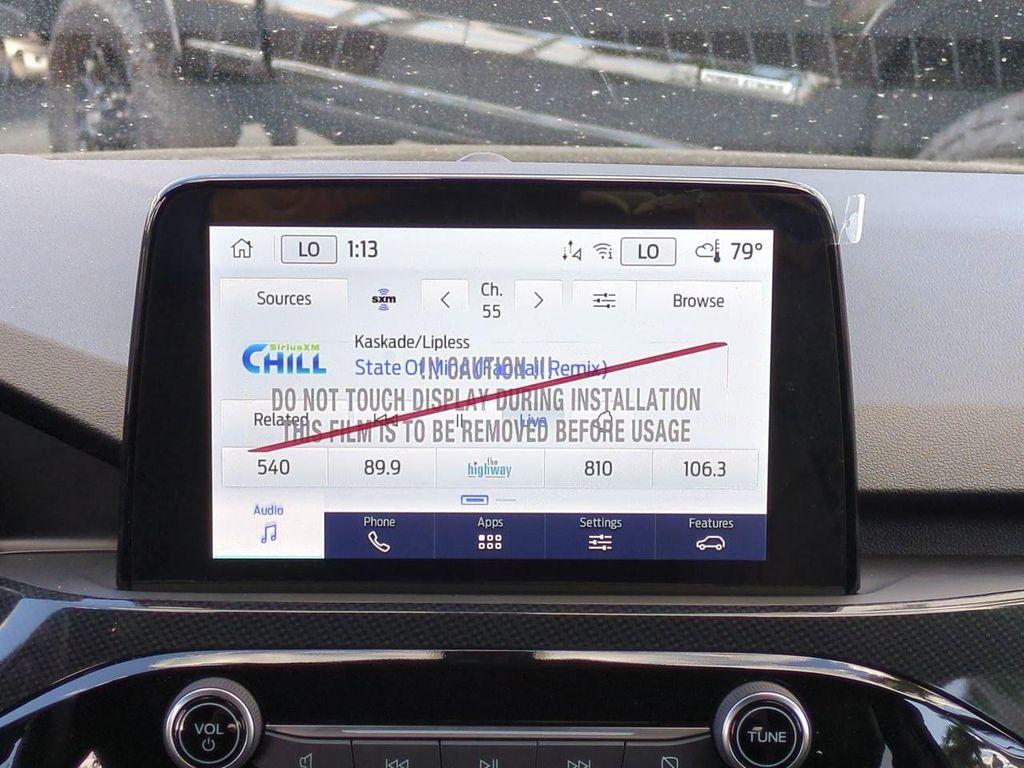 LO 1:13 LO 79°
Sources sxm Ch. 55 Browse
SiriusXM
CHILL
Kaskade/Lipless
State Of Mind Remix)
!!! CAUTION !!!
DO NOT TOUCH DISPLAY DURING INSTALLATION
Related Live
THIS FILM IS TO BE REMOVED BEFORE USAGE
540 89.9 the highway 810 106.3
Audio Phone Apps Settings Features
VOL TUNE